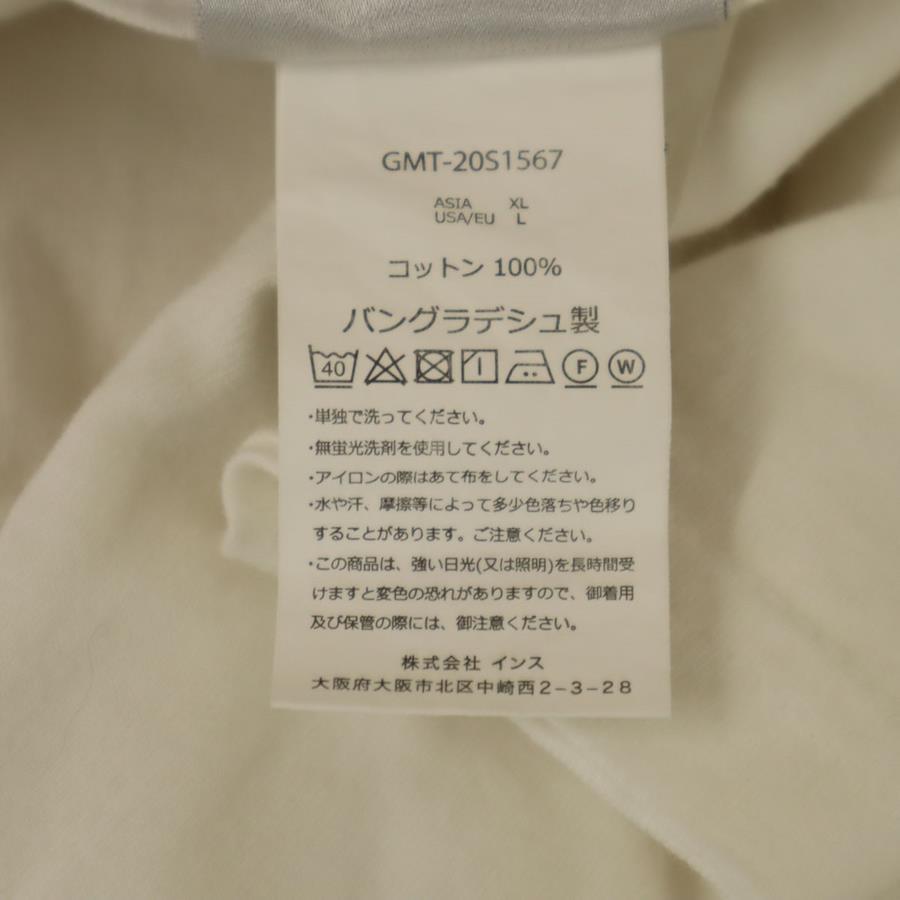 GMT-20S1567
ASIA XL
USA/EU L
コットン 100%
バングラデシュ製
40 F W
・単独で洗ってください。
・無蛍光洗剤を使用してください。
・アイロンの際はあて布をしてください。
・水や汗、摩擦等によって多少色落ちや色移り
することがあります。ご注意ください。
・この商品は、強い日光(又は照明)を長時間受
けますと変色の恐れがありますので、御着用
及び保管の際には、御注意ください。
株式会社 インス
大阪府大阪市北区中崎西2-3-28